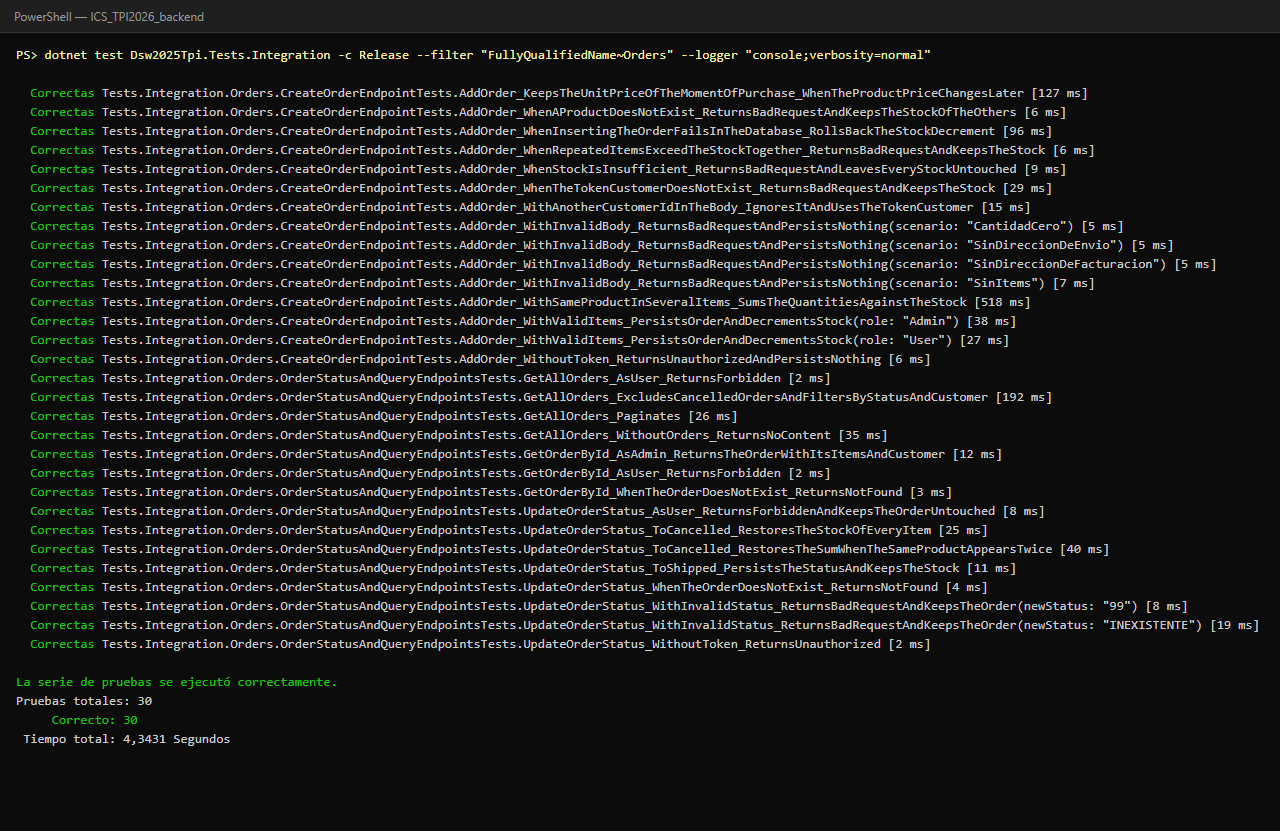 PowerShell — ICS_TPI2026_backend
PS> dotnet test Dsw2025Tpi.Tests.Integration -c Release --filter "FullyQualifiedName~Orders" --logger "console;verbosity=normal"
Correctas Tests.Integration.Orders.CreateOrderEndpointTests.AddOrder_KeepsTheUnitPriceOfTheMomentOfPurchase_WhenTheProductPriceChangesLater [127 ms]
Correctas Tests.Integration.Orders.CreateOrderEndpointTests.AddOrder_WhenAProductDoesNotExist_ReturnsBadRequestAndKeepsTheStockOfTheOthers [6 ms]
Correctas Tests.Integration.Orders.CreateOrderEndpointTests.AddOrder_WhenInsertingTheOrderFailsInTheDatabase_RollsBackTheStockDecrement [96 ms]
Correctas Tests.Integration.Orders.CreateOrderEndpointTests.AddOrder_WhenRepeatedItemsExceedTheStockTogether_ReturnsBadRequestAndKeepsTheStock [6 ms]
Correctas Tests.Integration.Orders.CreateOrderEndpointTests.AddOrder_WhenStockIsInsufficient_ReturnsBadRequestAndLeavesEveryStockUntouched [9 ms]
Correctas Tests.Integration.Orders.CreateOrderEndpointTests.AddOrder_WhenTheTokenCustomerDoesNotExist_ReturnsBadRequestAndKeepsTheStock [29 ms]
Correctas Tests.Integration.Orders.CreateOrderEndpointTests.AddOrder_WithAnotherCustomerIdInTheBody_IgnoresItAndUsesTheTokenCustomer [15 ms]
Correctas Tests.Integration.Orders.CreateOrderEndpointTests.AddOrder_WithInvalidBody_ReturnsBadRequestAndPersistsNothing(scenario: "CantidadCero") [5 ms]
Correctas Tests.Integration.Orders.CreateOrderEndpointTests.AddOrder_WithInvalidBody_ReturnsBadRequestAndPersistsNothing(scenario: "SinDireccionDeEnvio") [5 ms]
Correctas Tests.Integration.Orders.CreateOrderEndpointTests.AddOrder_WithInvalidBody_ReturnsBadRequestAndPersistsNothing(scenario: "SinDireccionDeFacturacion") [5 ms]
Correctas Tests.Integration.Orders.CreateOrderEndpointTests.AddOrder_WithInvalidBody_ReturnsBadRequestAndPersistsNothing(scenario: "SinItems") [7 ms]
Correctas Tests.Integration.Orders.CreateOrderEndpointTests.AddOrder_WithSameProductInSeveralItems_SumsTheQuantitiesAgainstTheStock [518 ms]
Correctas Tests.Integration.Orders.CreateOrderEndpointTests.AddOrder_WithValidItems_PersistsOrderAndDecrementsStock(role: "Admin") [38 ms]
Correctas Tests.Integration.Orders.CreateOrderEndpointTests.AddOrder_WithValidItems_PersistsOrderAndDecrementsStock(role: "User") [27 ms]
Correctas Tests.Integration.Orders.CreateOrderEndpointTests.AddOrder_WithoutToken_ReturnsUnauthorizedAndPersistsNothing [6 ms]
Correctas Tests.Integration.Orders.OrderStatusAndQueryEndpointsTests.GetAllOrders_AsUser_ReturnsForbidden [2 ms]
Correctas Tests.Integration.Orders.OrderStatusAndQueryEndpointsTests.GetAllOrders_ExcludesCancelledOrdersAndFiltersByStatusAndCustomer [192 ms]
Correctas Tests.Integration.Orders.OrderStatusAndQueryEndpointsTests.GetAllOrders_Paginates [26 ms]
Correctas Tests.Integration.Orders.OrderStatusAndQueryEndpointsTests.GetAllOrders_WithoutOrders_ReturnsNoContent [35 ms]
Correctas Tests.Integration.Orders.OrderStatusAndQueryEndpointsTests.GetOrderById_AsAdmin_ReturnsTheOrderWithItsItemsAndCustomer [12 ms]
Correctas Tests.Integration.Orders.OrderStatusAndQueryEndpointsTests.GetOrderById_AsUser_ReturnsForbidden [2 ms]
Correctas Tests.Integration.Orders.OrderStatusAndQueryEndpointsTests.GetOrderById_WhenTheOrderDoesNotExist_ReturnsNotFound [3 ms]
Correctas Tests.Integration.Orders.OrderStatusAndQueryEndpointsTests.UpdateOrderStatus_AsUser_ReturnsForbiddenAndKeepsTheOrderUntouched [8 ms]
Correctas Tests.Integration.Orders.OrderStatusAndQueryEndpointsTests.UpdateOrderStatus_ToCancelled_RestoresTheStockOfEveryItem [25 ms]
Correctas Tests.Integration.Orders.OrderStatusAndQueryEndpointsTests.UpdateOrderStatus_ToCancelled_RestoresTheSumWhenTheSameProductAppearsTwice [40 ms]
Correctas Tests.Integration.Orders.OrderStatusAndQueryEndpointsTests.UpdateOrderStatus_ToShipped_PersistsTheStatusAndKeepsTheStock [11 ms]
Correctas Tests.Integration.Orders.OrderStatusAndQueryEndpointsTests.UpdateOrderStatus_WhenTheOrderDoesNotExist_ReturnsNotFound [4 ms]
Correctas Tests.Integration.Orders.OrderStatusAndQueryEndpointsTests.UpdateOrderStatus_WithInvalidStatus_ReturnsBadRequestAndKeepsTheOrder(newStatus: "99") [8 ms]
Correctas Tests.Integration.Orders.OrderStatusAndQueryEndpointsTests.UpdateOrderStatus_WithInvalidStatus_ReturnsBadRequestAndKeepsTheOrder(newStatus: "INEXISTENTE") [19 ms]
Correctas Tests.Integration.Orders.OrderStatusAndQueryEndpointsTests.UpdateOrderStatus_WithoutToken_ReturnsUnauthorized [2 ms]
La serie de pruebas se ejecutó correctamente.
Pruebas totales: 30
Correcto: 30
Tiempo total: 4,3431 Segundos